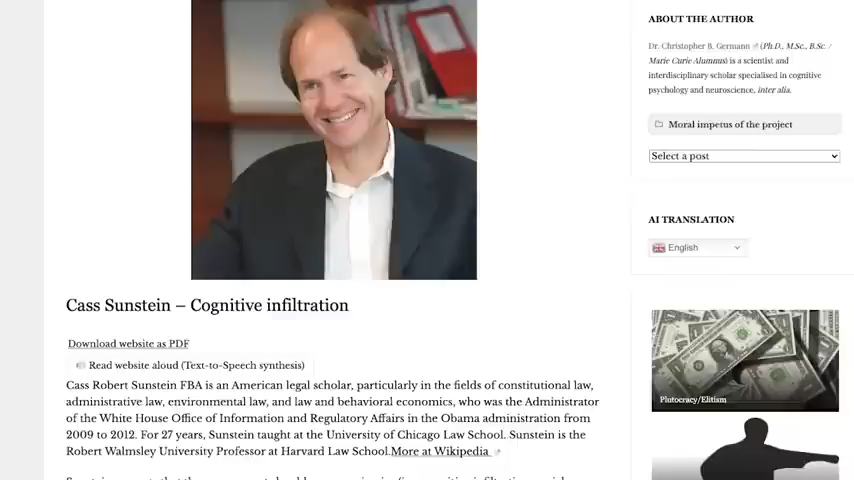 Cass Sunstein – Cognitive infiltration
Download website as PDF
Read website aloud (Text-to-Speech synthesis)
Cass Robert Sunstein FBA is an American legal scholar, particularly in the fields of constitutional law,
administrative law, environmental law, and law and behavioral economics, who was the Administrator
of the White House Office of Information and Regulatory Affairs in the Obama administration from
2009 to 2012. For 27 years, Sunstein taught at the University of Chicago Law School. Sunstein is the
Robert Walmsley University Professor at Harvard Law School.More at Wikipedia
ABOUT THE AUTHOR
Dr. Christopher B. Germann (Ph.D., M.Sc., B.Sc. /
Marie Curie Alumnus) is a scientist and
interdisciplinary scholar specialised in cognitive
psychology and neuroscience, inter alia.
Moral impetus of the project
Select a post
AI TRANSLATION
English
Plutocracy/Elitism